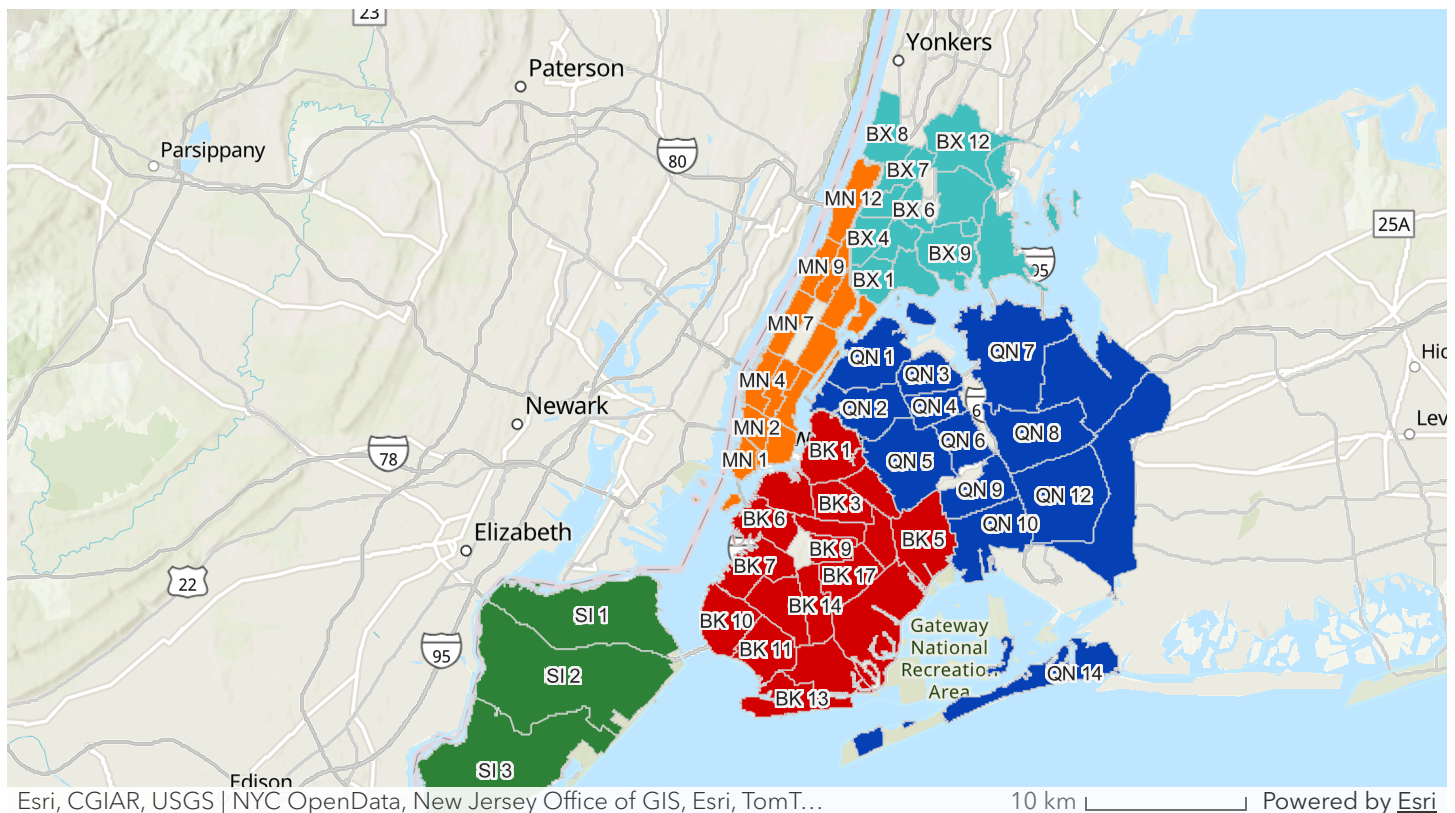 23
Yonkers
Paterson
BX 8
BX 12
Parsippany
80
BX 7
MN 12
BX 6
25A
BX 4
BX 9
MN 9
95
BX 1
MN 7
QN 7
QN 1
Hic
QN 3
MN 4
6
Newark
QN 2
QN 4
Lev
MN 2
QN 8
W
QN 6
BK 1
78
MN 1
QN 5
QN 9
QN 12
BK 3
BK 6
QN 10
Elizabeth
BK 5
BK 9
BK 7
BK 17
22
BK 14
SI 1
BK 10
Gateway
National
Recreation
Area
BK 11
95
SI 2
QN 14
BK 13
SI 3
Edison
Esri, CGIAR, USGS | NYC OpenData, New Jersey Office of GIS, Esri, TomT...
10 km
Powered by Esri